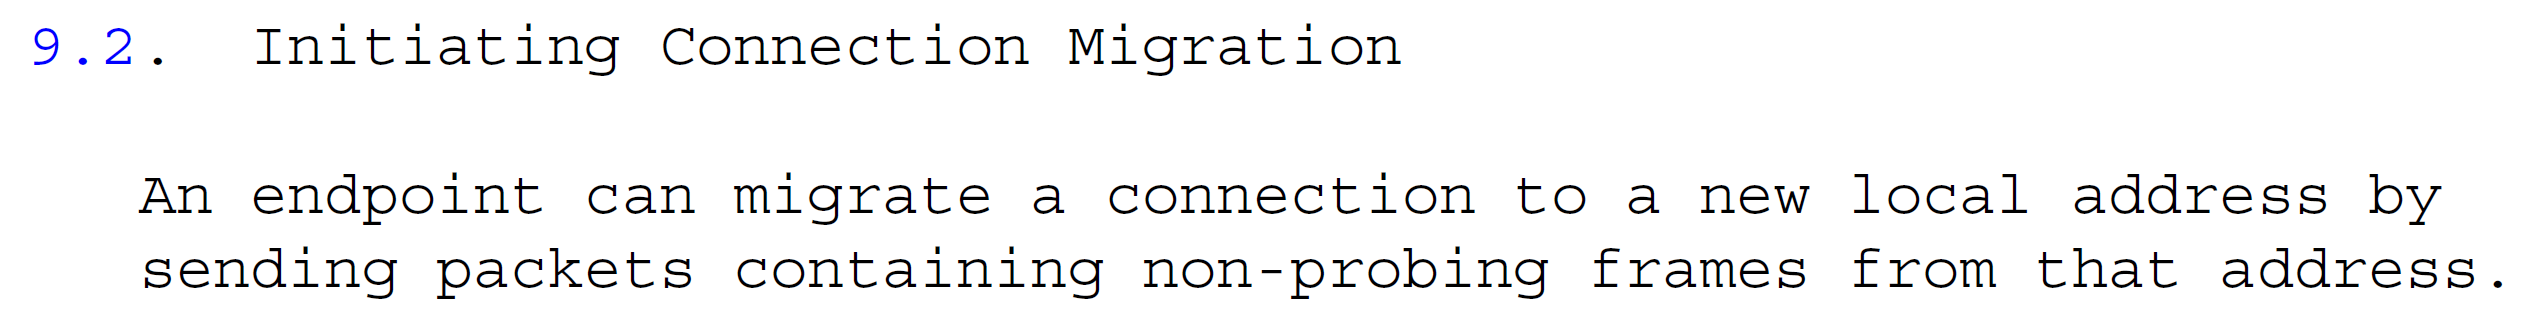 9.2. Initiating Connection Migration
An endpoint can migrate a connection to a new local address by
sending packets containing non-probing frames from that address.